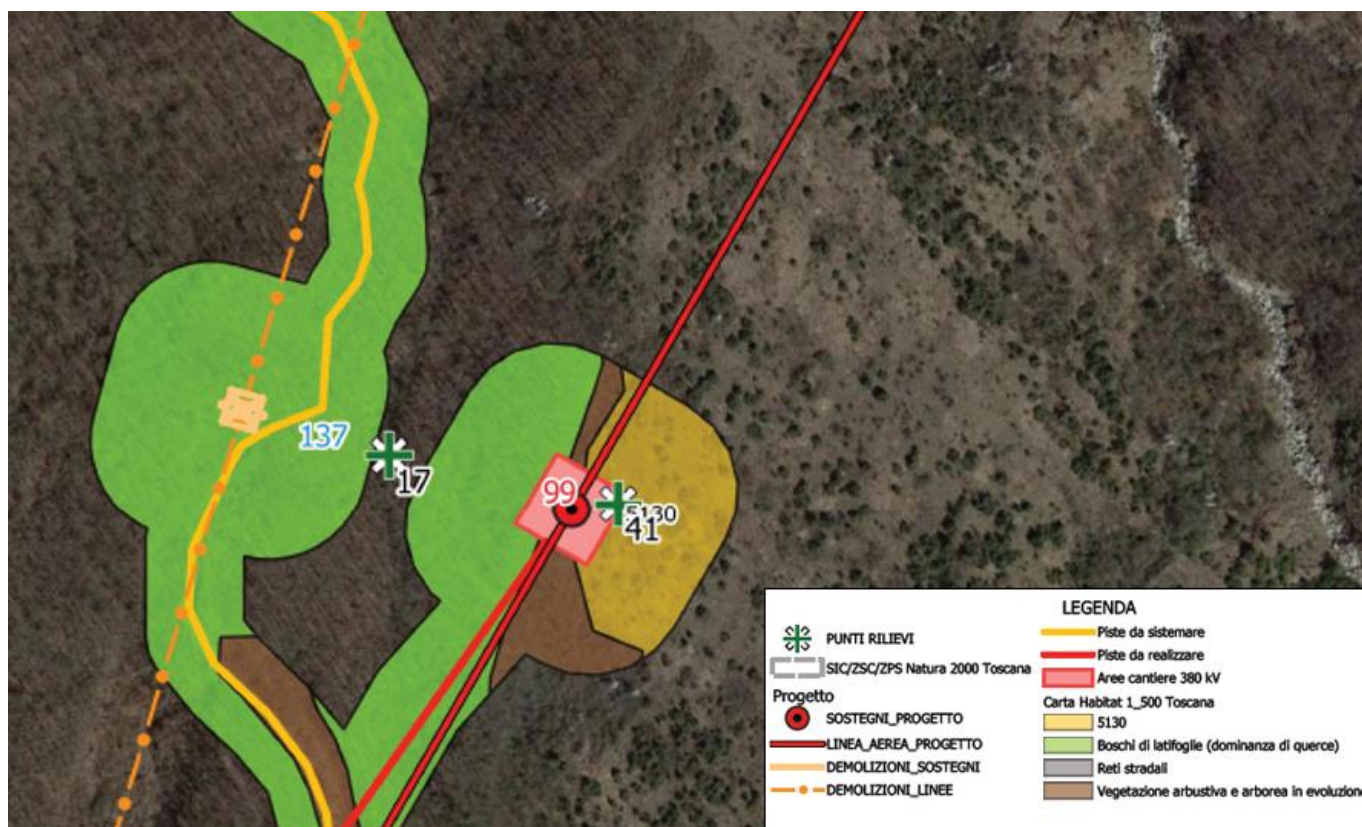 137
17
99
5130
41
LEGENDA
PUNTI RILIEVI
SIC/ZSC/ZPS Natura 2000 Toscana
Progetto
SOSTEGNI_PROGETTO
LINEA_AEREA_PROGETTO
DEMOLIZIONI_SOSTEGNI
DEMOLIZIONI_LINEE
Piste da sistemare
Piste da realizzare
Aree cantiere 380 kV
Carta Habitat 1_500 Toscana
5130
Boschi di latifoglie (dominanza di querce)
Reti stradali
Vegetazione arbustiva e arborea in evoluzione